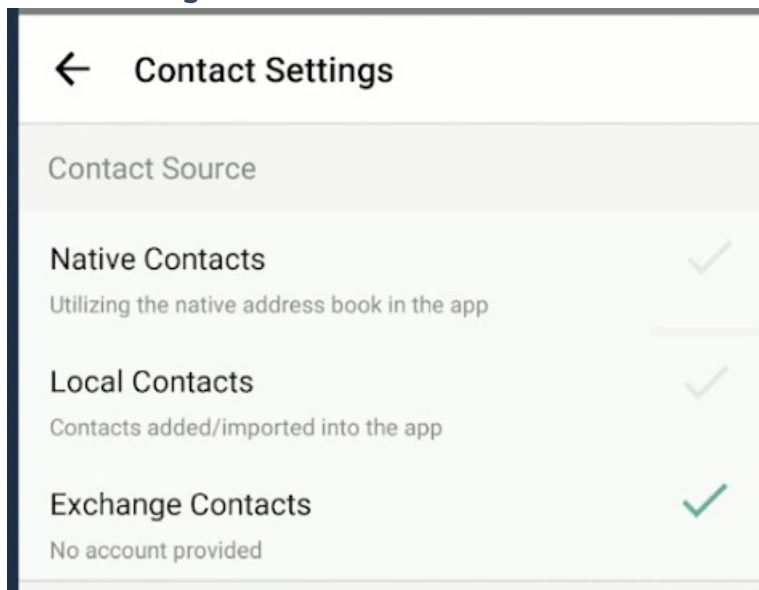 Contact Settings
Contact Source
Native Contacts
Utilizing the native address book in the app
Local Contacts
Contacts added/imported into the app
Exchange Contacts
No account provided